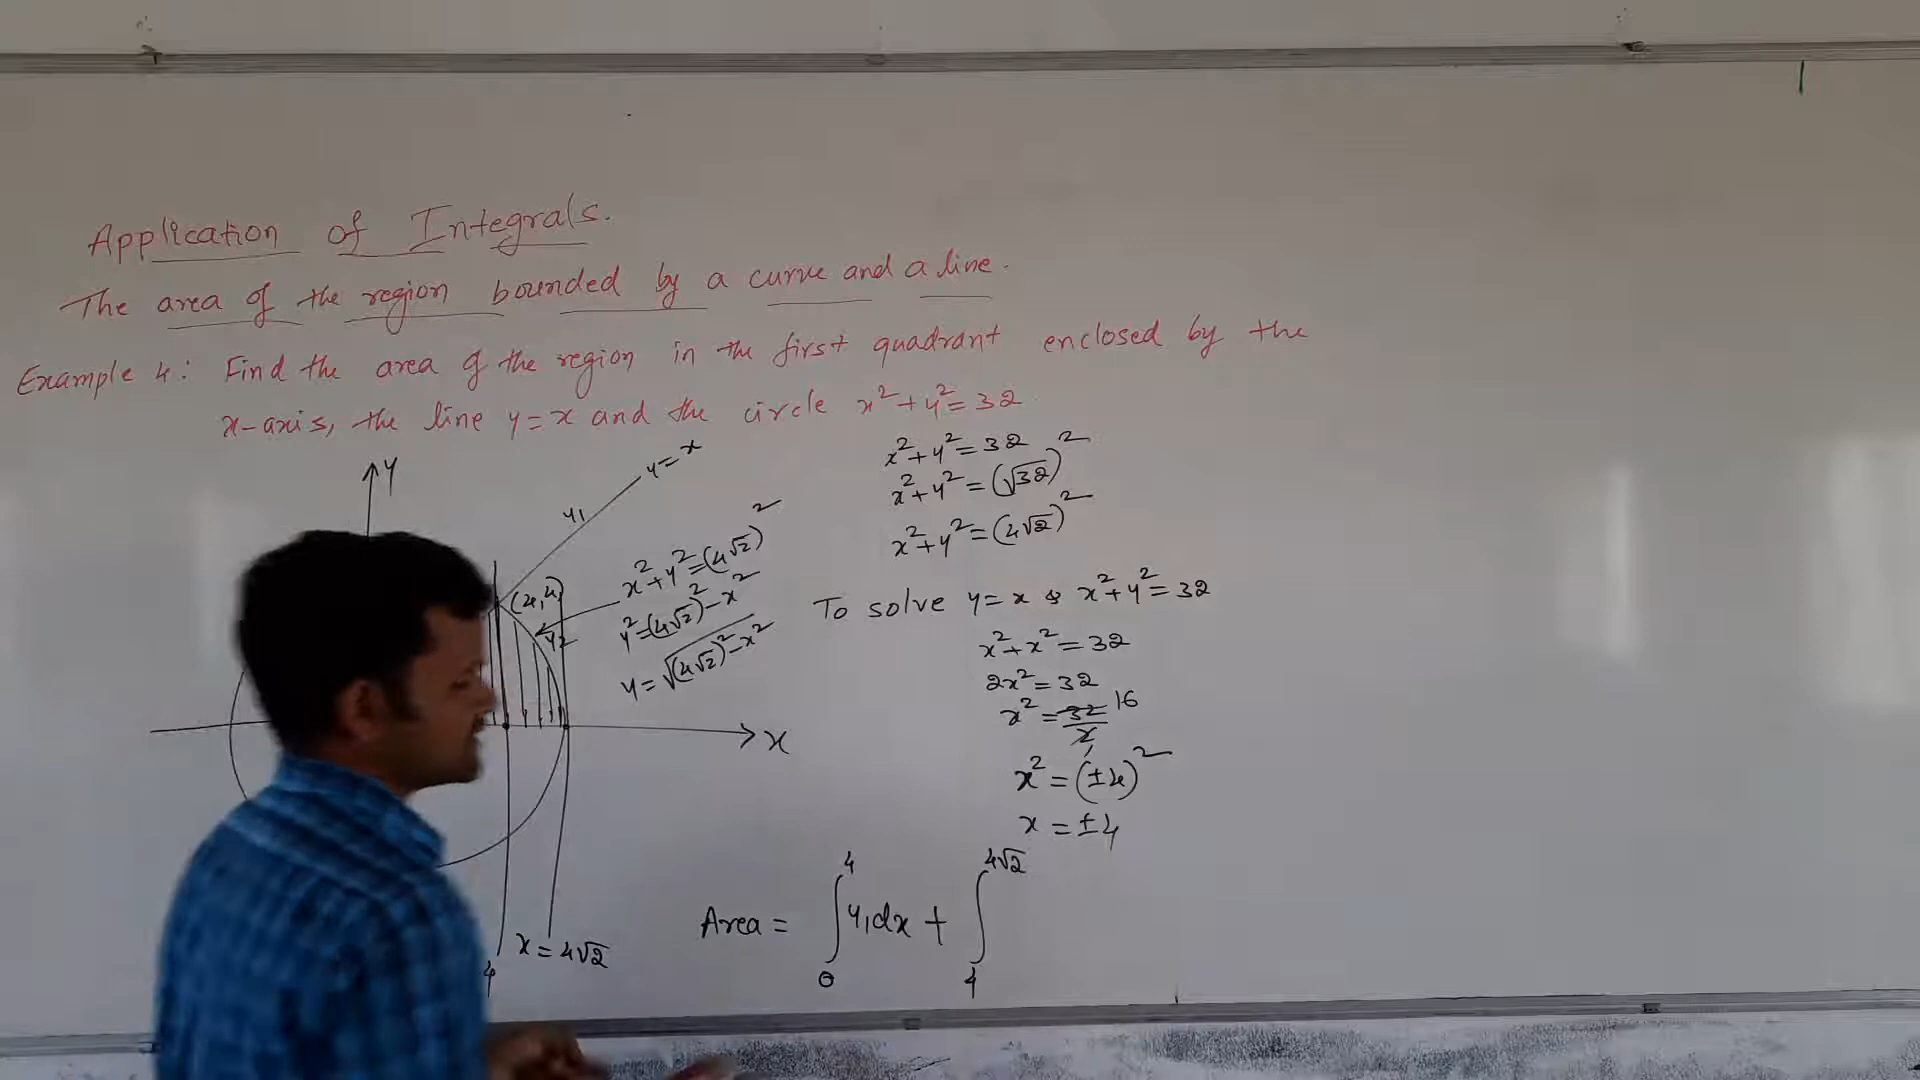 Application of Integrals.
The area of the region bounded by a curve and a line.
Example 4: Find the area of the region in the first quadrant enclosed by the
x-axis, the line y=x and the circle x²+y²=32
Y
y=x
y₁
(4,4)
y₂
x²+y²=(4√2)²
y²=(4√2)²-x²
y=√(4√2)²-x²
X
4
x=4√2
x²+y²=32
x²+y²=(√32)²
x²+y²=(4√2)²
To solve y=x & x²+y²=32
x²+x²=32
2x²=32
x²=32/2 16
x²=(±4)²
x=±4
Area = ∫₀⁴ y₁dx + ∫₄^4√2